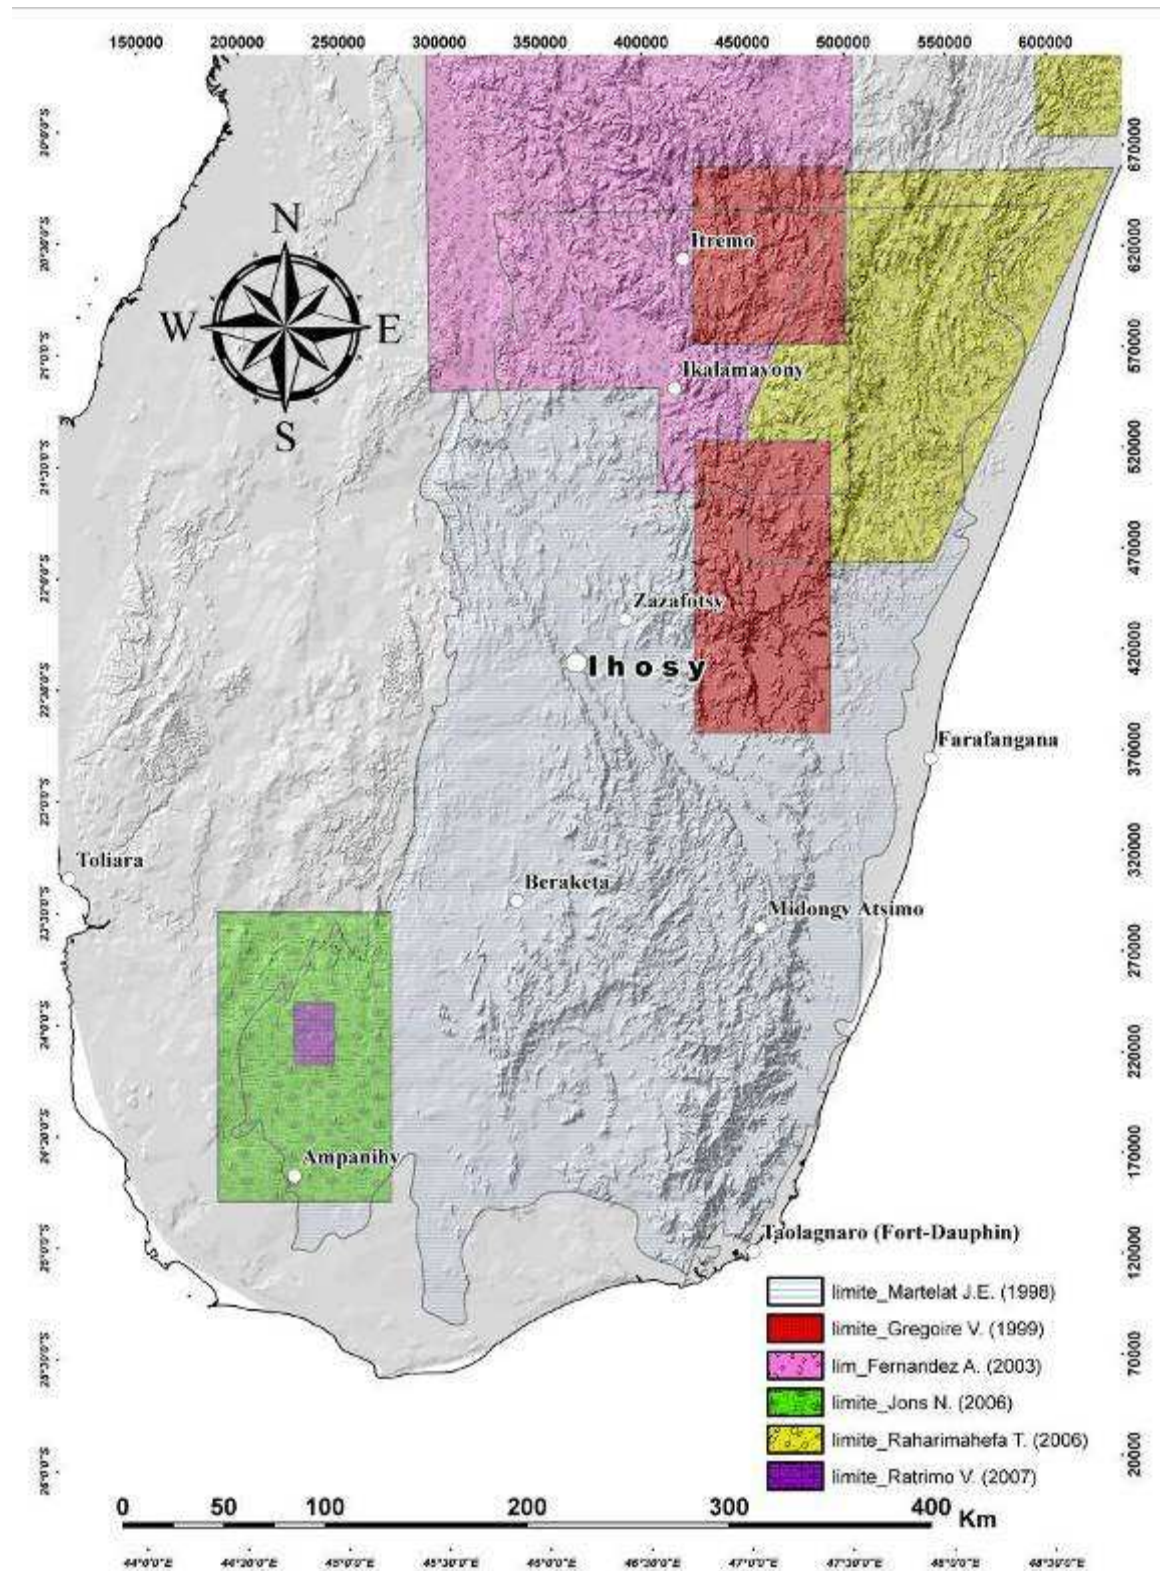 150000 200000 250000 300000 350000 400000 450000 500000 550000 600000
670000
N
Itremo
620000
W
E
570000
Ikalamavony
S
520000
470000
Zazafotsy
Ihosy
420000
Farafangana
370000
Toliara
320000
Beraketa
Midongy Atsimo
270000
220000
Ampanihy
170000
Taolagnaro (Fort-Dauphin)
120000
limite_Martelat J.E. (1998)
limite_Gregoire V. (1999)
lim_Fernandez A. (2003)
70000
limite_Jons N. (2006)
limite_Raharimahefa T. (2006)
20000
limite_Ratrimo V. (2007)
0 50 100 200 300 400 Km